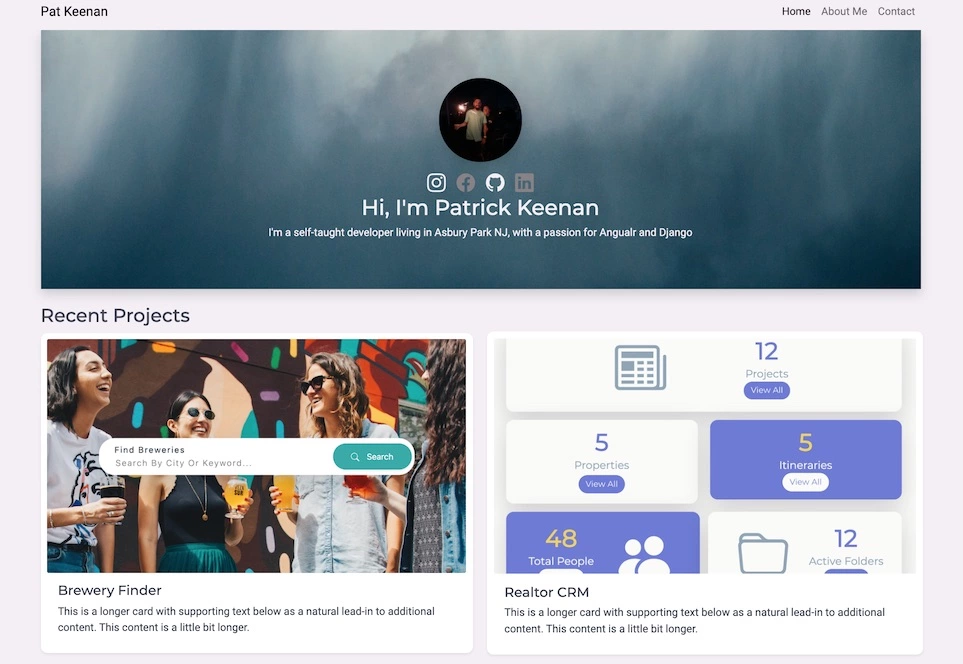 Pat Keenan
Home About Me Contact
Hi, I'm Patrick Keenan
I'm a self-taught developer living in Asbury Park NJ, with a passion for Angualr and Django
Recent Projects
Find Breweries
Search By City Or Keyword...
Search
Brewery Finder
This is a longer card with supporting text below as a natural lead-in to additional
content. This content is a little bit longer.
12
Projects
View All
5
Properties
View All
5
Itineraries
View All
48
Total People
12
Active Folders
Realtor CRM
This is a longer card with supporting text below as a natural lead-in to additional
content. This content is a little bit longer.